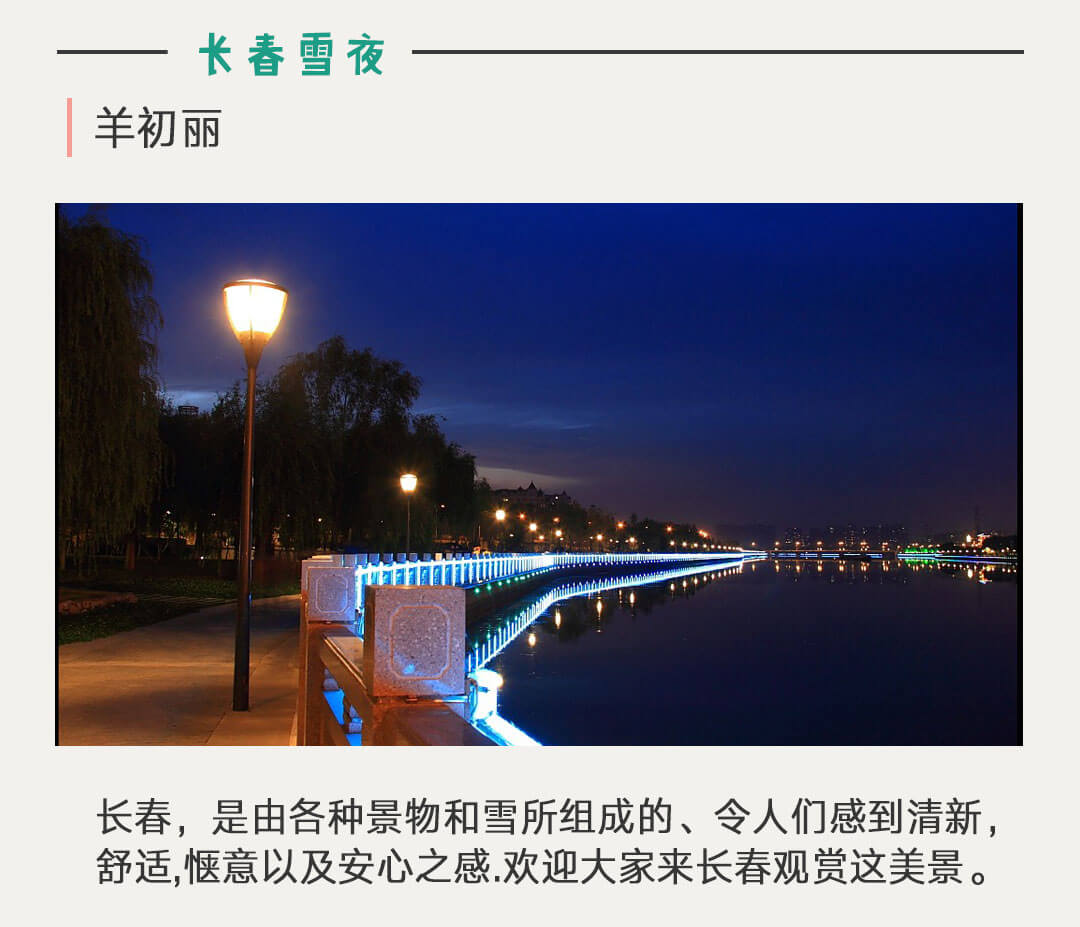 长春雪夜
羊初丽
长春，是由各种景物和雪所组成的、令人们感到清新，
舒适,惬意以及安心之感.欢迎大家来长春观赏这美景。